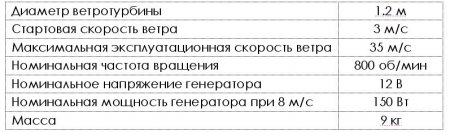 Диаметр ветротурбины 1.2 м
Стартовая скорость ветра 3 м/с
Максимальная эксплуатационная скорость ветра 35 м/с
Номинальная частота вращения 800 об/мин
Номинальное напряжение генератора 12 В
Номинальная мощность генератора при 8 м/с 150 Вт
Масса 9 кг